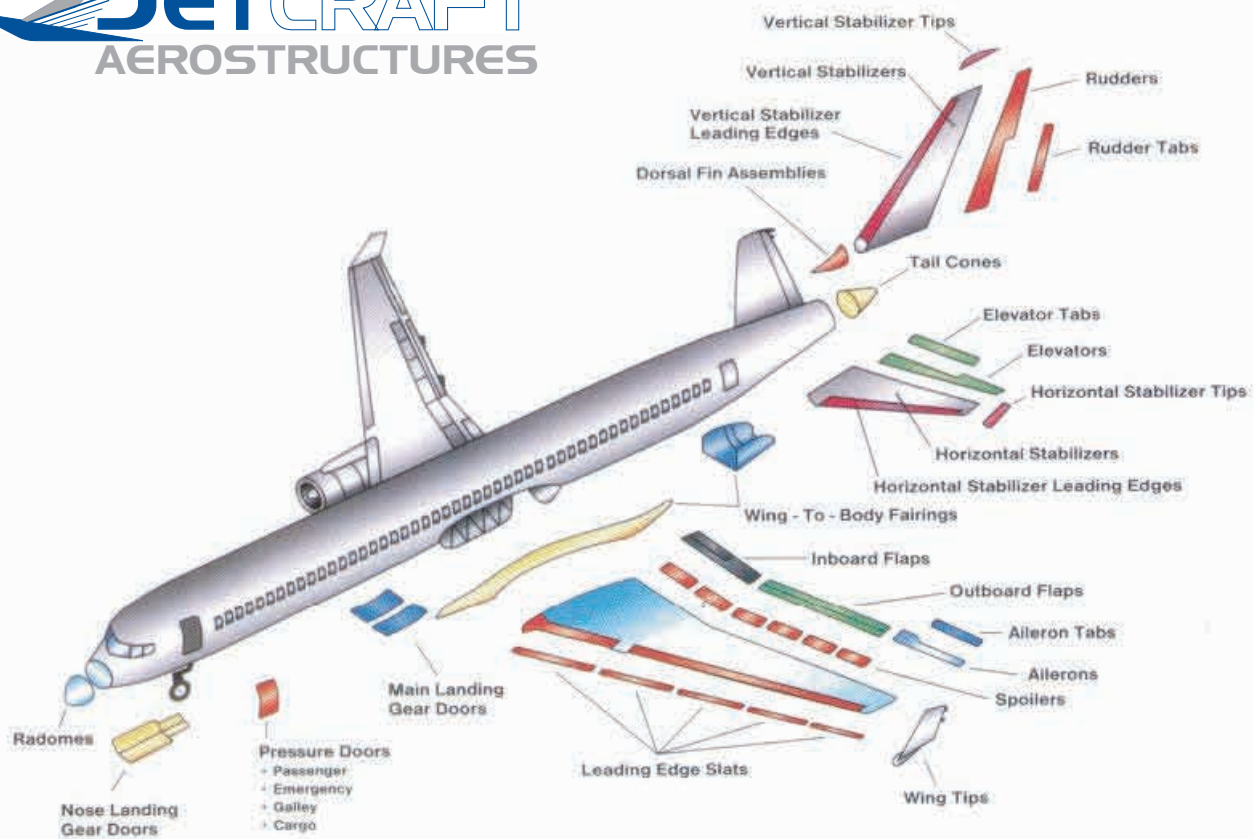 JETCRAFT
AEROSTRUCTURES
Vertical Stabilizer Tips
Vertical Stabilizers
Rudders
Vertical Stabilizer
Leading Edges
Rudder Tabs
Dorsal Fin Assemblies
Tail Cones
Elevator Tabs
Elevators
Horizontal Stabilizer Tips
Horizontal Stabilizers
Horizontal Stabilizer Leading Edges
Wing - To - Body Fairings
Inboard Flaps
Outboard Flaps
Aileron Tabs
Ailerons
Spoilers
Main Landing
Gear Doors
Radomes
Pressure Doors
+ Passenger
+ Emergency
+ Galley
+ Cargo
Leading Edge Slats
Wing Tips
Nose Landing
Gear Doors